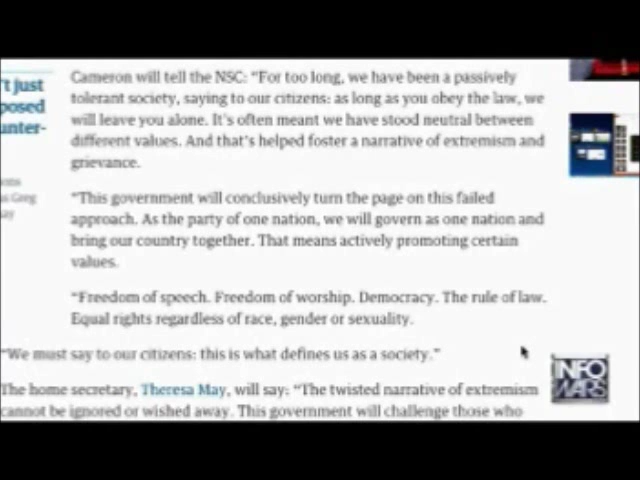 't just
posed
unter-
Greg
Cameron will tell the NSC: “For too long, we have been a passively
tolerant society, saying to our citizens: as long as you obey the law, we
will leave you alone. It's often meant we have stood neutral between
different values. And that's helped foster a narrative of extremism and
grievance.
“This government will conclusively turn the page on this failed
approach. As the party of one nation, we will govern as one nation and
bring our country together. That means actively promoting certain
values.
“Freedom of speech. Freedom of worship. Democracy. The rule of law.
Equal rights regardless of race, gender or sexuality.
“We must say to our citizens: this is what defines us as a society.”
The home secretary, Theresa May, will say: “The twisted narrative of extremism
cannot be ignored or wished away. This government will challenge those who
INFO
WARS